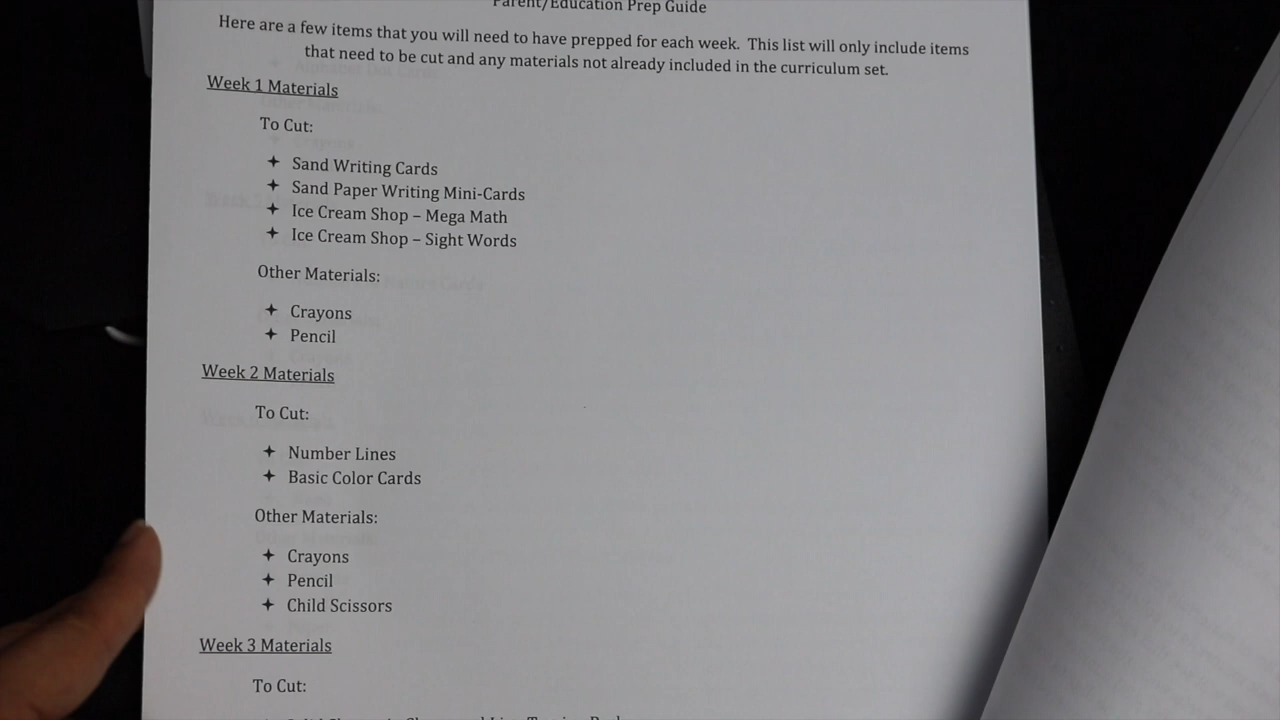 Parent/Education Prep Guide
Here are a few items that you will need to have prepped for each week. This list will only include items
that need to be cut and any materials not already included in the curriculum set.
Week 1 Materials
To Cut:
Sand Writing Cards
Sand Paper Writing Mini-Cards
Ice Cream Shop – Mega Math
Ice Cream Shop – Sight Words
Other Materials:
Crayons
Pencil
Week 2 Materials
To Cut:
Number Lines
Basic Color Cards
Other Materials:
Crayons
Pencil
Child Scissors
Week 3 Materials
To Cut: